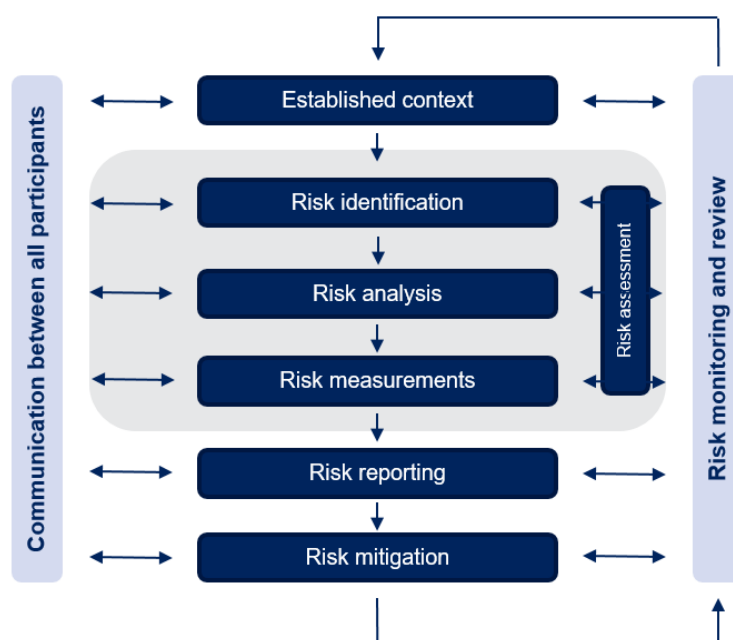 Established context
Communication between all participants
Risk identification
Risk assessment
Risk monitoring and review
Risk analysis
Risk measurements
Risk reporting
Risk mitigation